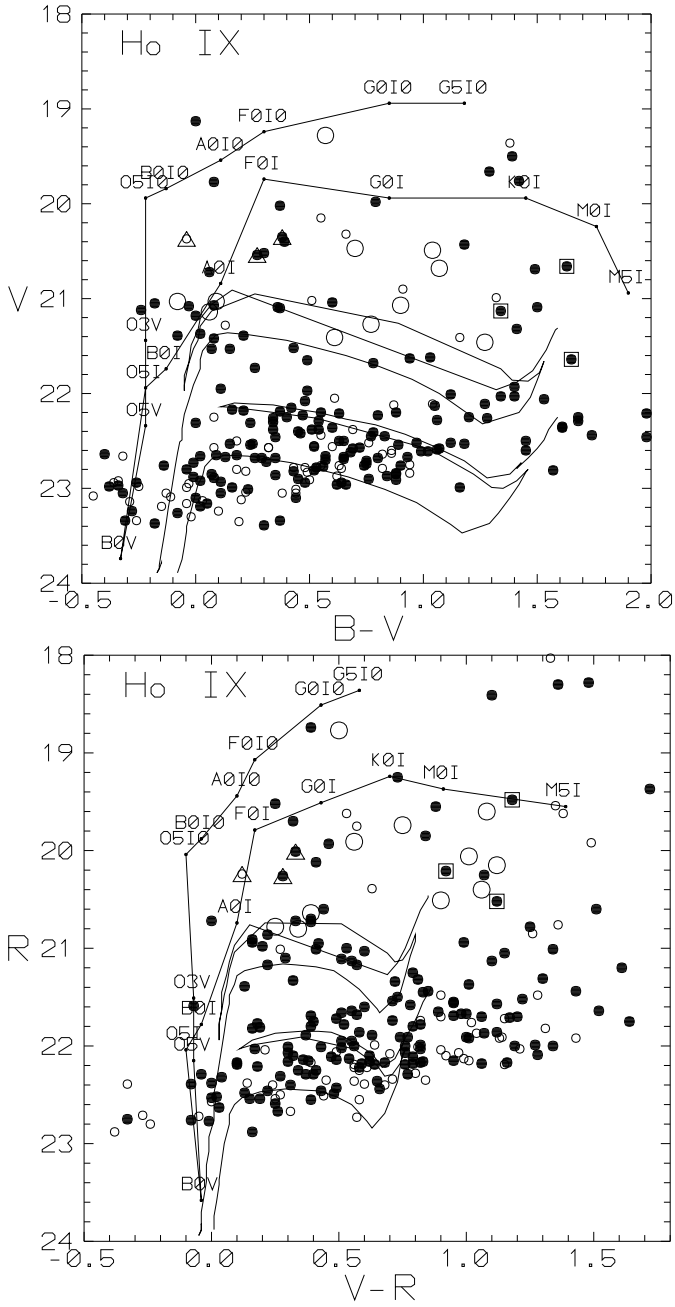 18
Ho IX
19
G0I0 G5I0
F0I0
A0I0
B0I0
F0I
O5I0
G0I
K0I
20
M0I
A0I
M5I
V
21
O3V
B0I
O5I
22
O5V
23
B0V
24
-0.5 0.0 0.5 1.0 1.5 2.0
B-V
18
Ho IX
G5I0
G0I0
19
F0I0
K0I
M0I
A0I0
G0I
M5I
F0I
B0I0
O5I0
20
A0I
R
21
O3V
B0I
O5I
O5V
22
23
B0V
24
-0.5 0.0 0.5 1.0 1.5
V-R